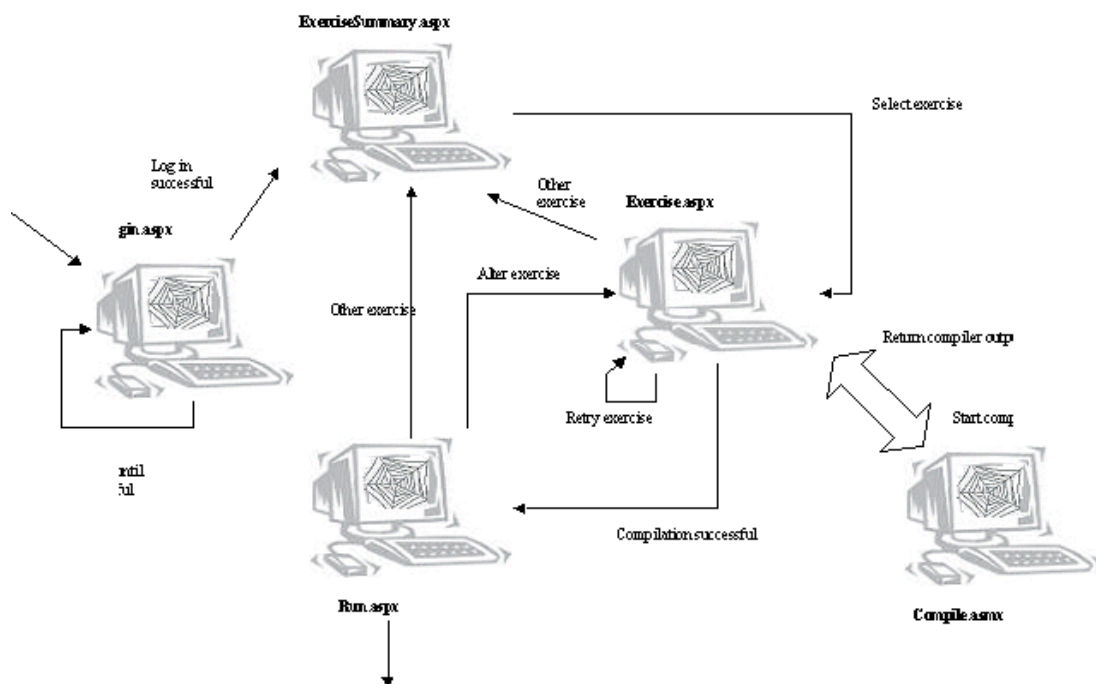 ExerciseSummary.aspx
Select exercise
Log in
successful
Other
exercise
Exercise.aspx
gin.aspx
Alter exercise
Other exercise
Return compiler outp
Retry exercise
Start comp
ntil
ful
Compilation successful
Run.aspx
Compile.asmx